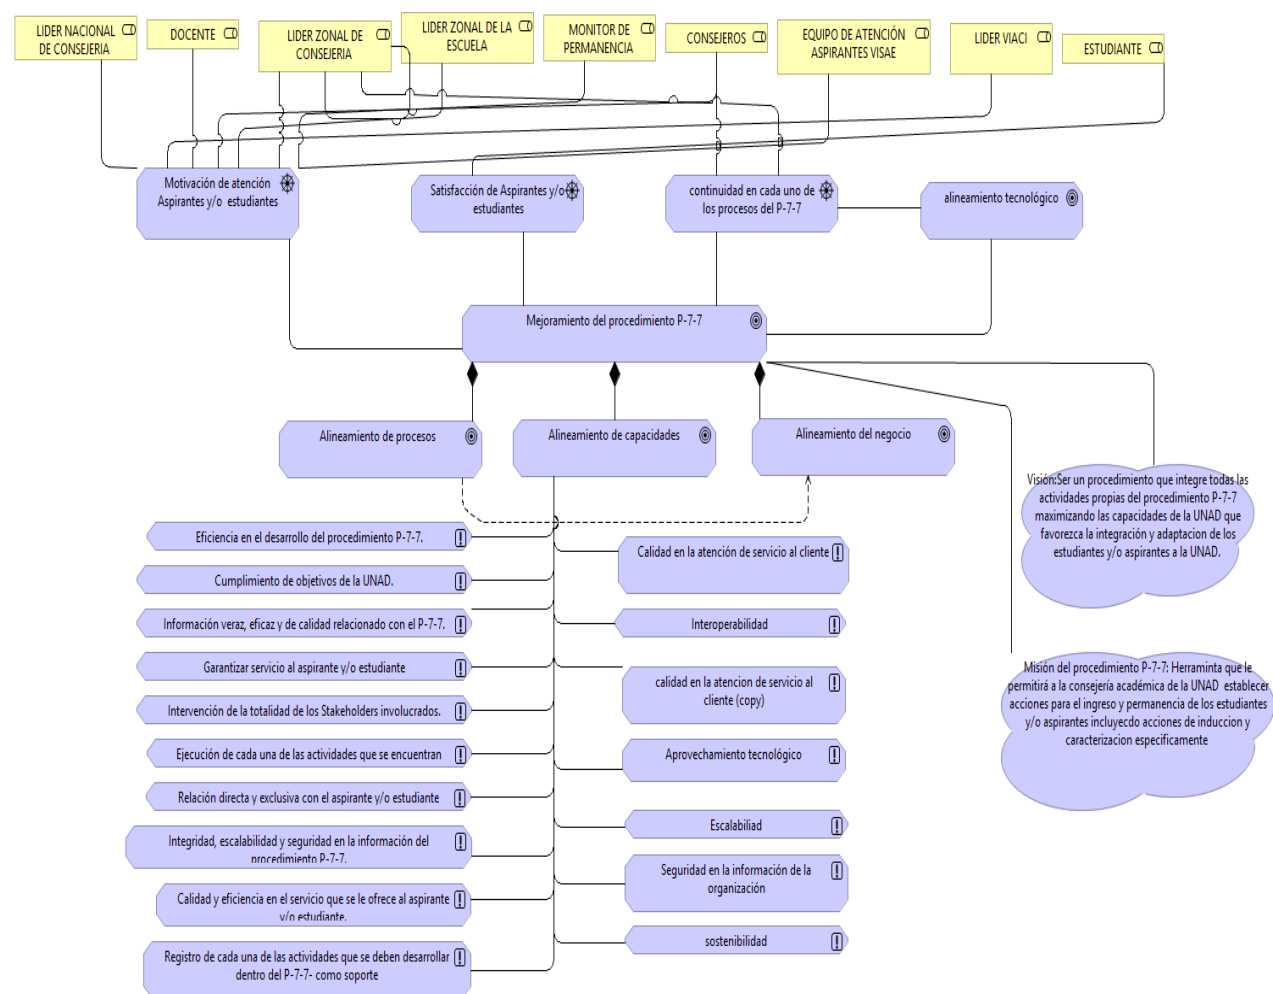 LIDER NACIONAL
DE CONSEJERIA
DOCENTE
LIDER ZONAL DE
CONSEJERIA
LIDER ZONAL DE LA
ESCUELA
MONITOR DE
PERMANENCIA
CONSEJEROS
EQUIPO DE ATENCIÓN
ASPIRANTES VISAE
LIDER VIACI
ESTUDIANTE
Motivación de atención
Aspirantes y/o estudiantes
Satisfacción de Aspirantes y/o
estudiantes
continuidad en cada uno de
los procesos del P-7-7
alineamiento tecnológico
Mejoramiento del procedimiento P-7-7
Alineamiento de procesos
Alineamiento de capacidades
Alineamiento del negocio
Eficiencia en el desarrollo del procedimiento P-7-7.
Cumplimiento de objetivos de la UNAD.
Información veraz, eficaz y de calidad relacionado con el P-7-7.
Garantizar servicio al aspirante y/o estudiante
Intervención de la totalidad de los Stakeholders involucrados.
Ejecución de cada una de las actividades que se encuentran
Relación directa y exclusiva con el aspirante y/o estudiante
Integridad, escalabilidad y seguridad en la información del
procedimiento P-7-7.
Calidad y eficiencia en el servicio que se le ofrece al aspirante
y/o estudiante.
Registro de cada una de las actividades que se deben desarrollar
dentro del P-7-7- como soporte
Calidad en la atención de servicio al cliente
Interoperabilidad
calidad en la atencion de servicio al
cliente (copy)
Aprovechamiento tecnológico
Escalabiliad
Seguridad en la información de la
organización
sostenibilidad
Visión:Ser un procedimiento que integre todas las
actividades propias del procedimiento P-7-7
maximizando las capacidades de la UNAD que
favorezca la integración y adaptacion de los
estudiantes y/o aspirantes a la UNAD.
Misión del procedimiento P-7-7: Herraminta que le
permitirá a la consejería académica de la UNAD establecer
acciones para el ingreso y permanencia de los estudiantes
y/o aspirantes incluyecdo acciones de induccion y
caracterizacion especificamente